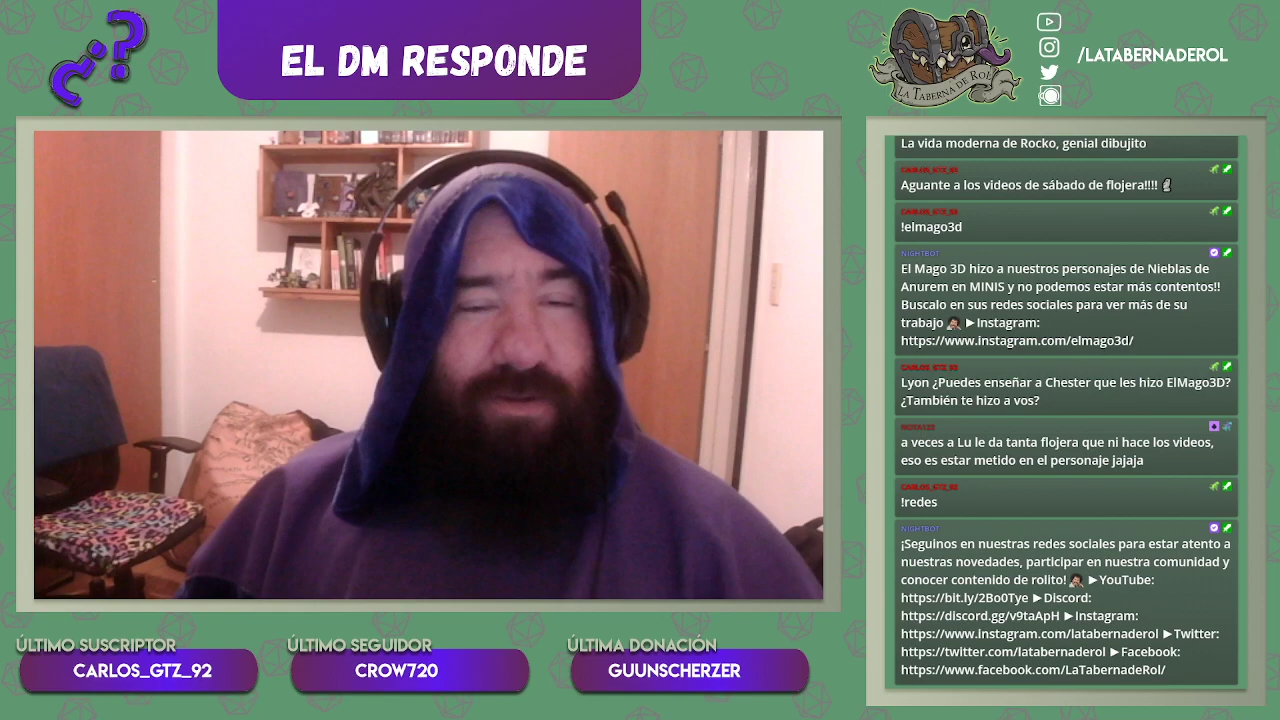 ¿?
EL DM RESPONDE
LA TABERNA DE ROL
/LATABERNADEROL
La vida moderna de Rocko, genial dibujito
CARLOS_GTZ_92
Aguante a los videos de sábado de flojera!!!!
CARLOS_GTZ_92
!elmago3d
NIGHTBOT
El Mago 3D hizo a nuestros personajes de Nieblas de
Anurem en MINIS y no podemos estar más contentos!!
Buscalo en sus redes sociales para ver más de su
trabajo ►Instagram:
https://www.instagram.com/elmago3d/
CARLOS_GTZ_92
Lyon ¿Puedes enseñar a Chester que les hizo ElMago3D?
¿También te hizo a vos?
a veces a Lu le da tanta flojera que ni hace los videos,
eso es estar metido en el personaje jajaja
CARLOS_GTZ_92
!redes
NIGHTBOT
¡Seguinos en nuestras redes sociales para estar atento a
nuestras novedades, participar en nuestra comunidad y
conocer contenido de rolito! ►YouTube:
https://bit.ly/2Bo0Tye ►Discord:
https://discord.gg/v9taApH ►Instagram:
https://www.instagram.com/latabernaderol ►Twitter:
https://twitter.com/latabernaderol ►Facebook:
https://www.facebook.com/LaTabernadeRol/
ÚLTIMO SUSCRIPTOR
CARLOS_GTZ_92
ÚLTIMO SEGUIDOR
CROW720
ÚLTIMA DONACIÓN
GUUNSCHERZER